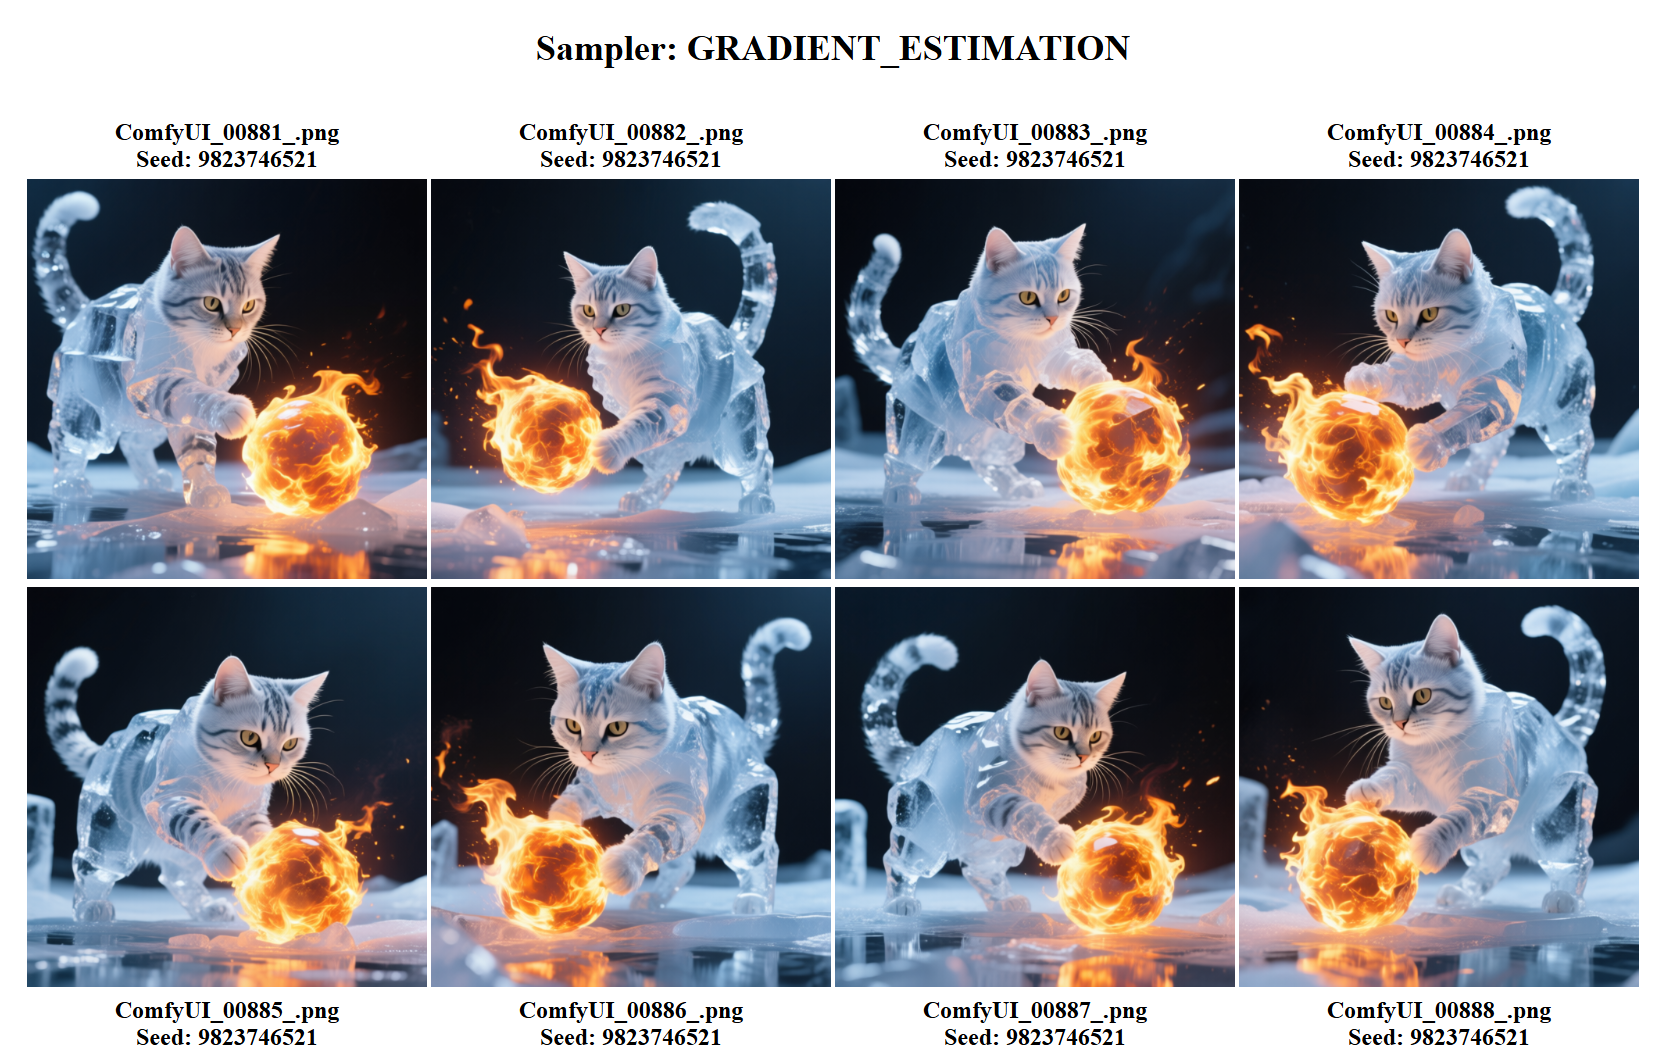 Sampler: GRADIENT_ESTIMATION
ComfyUI_00881_.png
Seed: 9823746521
ComfyUI_00882_.png
Seed: 9823746521
ComfyUI_00883_.png
Seed: 9823746521
ComfyUI_00884_.png
Seed: 9823746521
ComfyUI_00885_.png
Seed: 9823746521
ComfyUI_00886_.png
Seed: 9823746521
ComfyUI_00887_.png
Seed: 9823746521
ComfyUI_00888_.png
Seed: 9823746521